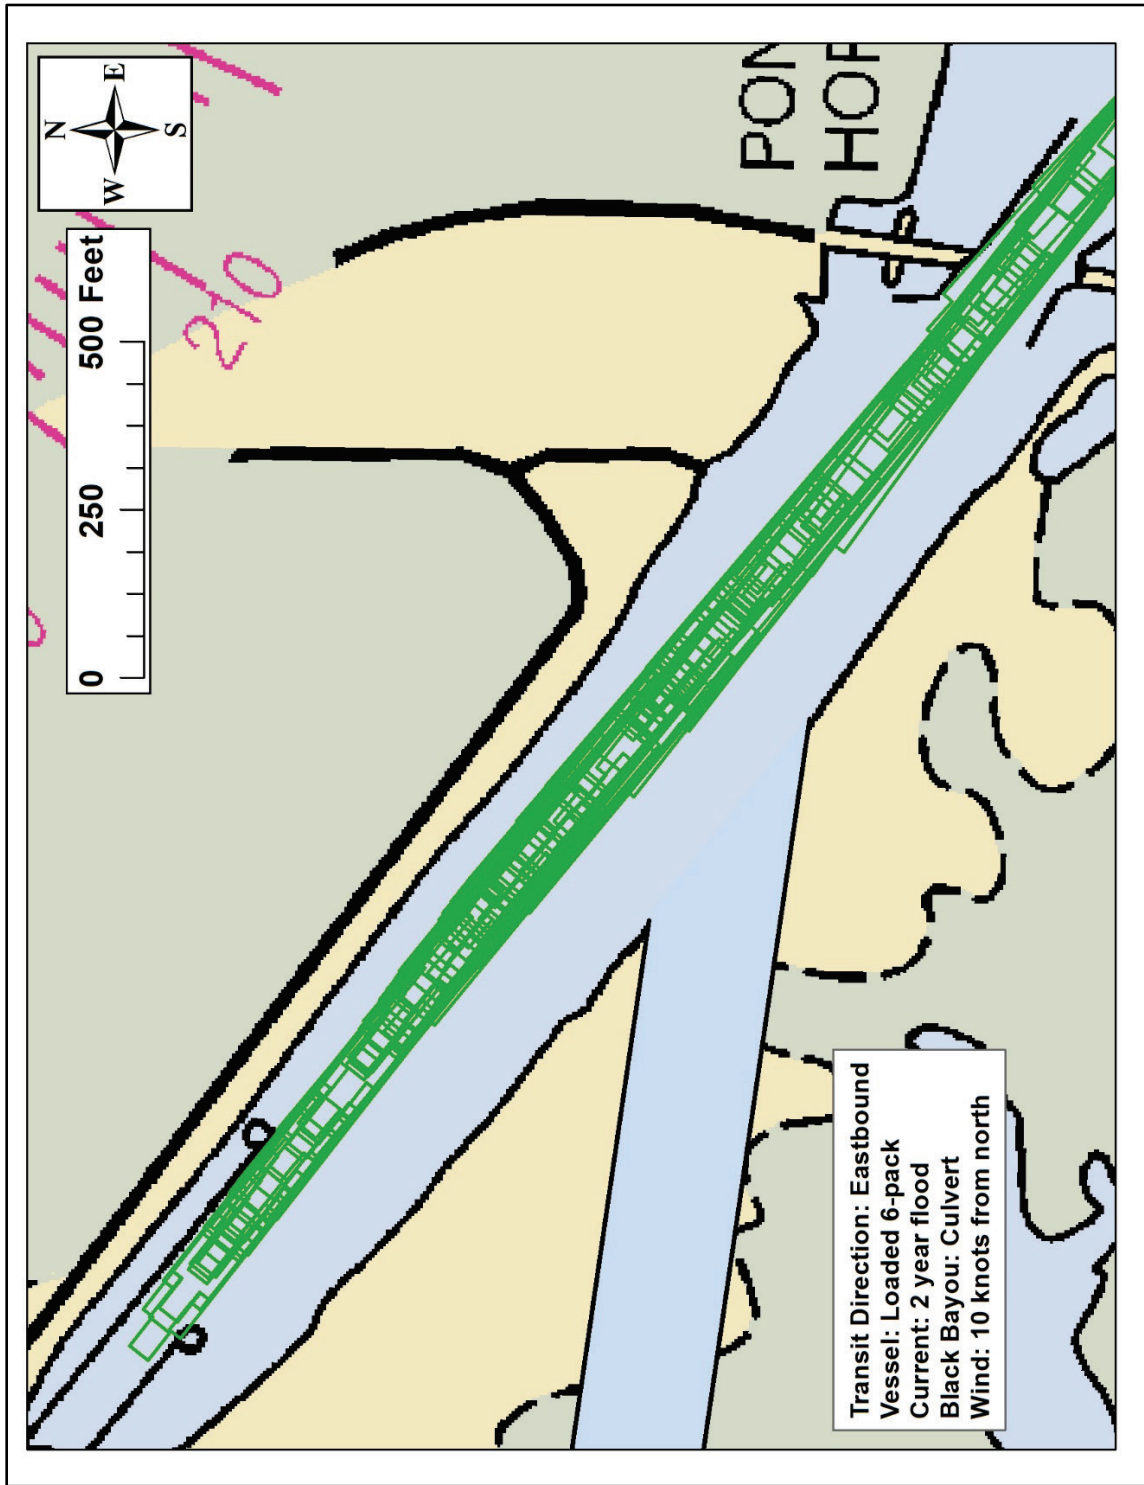 N
W
E
S
0 250 500 Feet
210
PON
HOR
Transit Direction: Eastbound
Vessel: Loaded 6-pack
Current: 2 year flood
Black Bayou: Culvert
Wind: 10 knots from north